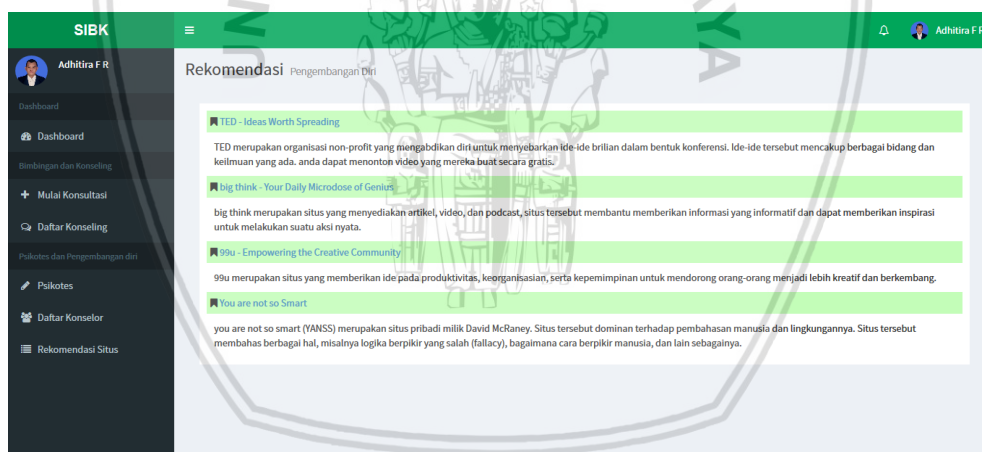 SIBK
Adhitira F R
Adhitira F R
Dashboard
Dashboard
Bimbingan dan Konseling
Mulai Konsultasi
Daftar Konseling
Psikotes dan Pengembangan diri
Psikotes
Daftar Konselor
Rekomendasi Situs
Rekomendasi Pengembangan Diri
TED - Ideas Worth Spreading
TED merupakan organisasi non-profit yang mengabdikan diri untuk menyebarkan ide-ide brilian dalam bentuk konferensi. Ide-ide tersebut mencakup berbagai bidang dan
keilmuan yang ada. anda dapat menonton video yang mereka buat secara gratis.
big think - Your Daily Microdose of Genius
big think merupakan situs yang menyediakan artikel, video, dan podcast, situs tersebut membantu memberikan informasi yang informatif dan dapat memberikan inspirasi
untuk melakukan suatu aksi nyata.
99u - Empowering the Creative Community
99u merupakan situs yang memberikan ide pada produktivitas, keorganisasian, serta kepemimpinan untuk mendorong orang-orang menjadi lebih kreatif dan berkembang.
You are not so Smart
you are not so smart (YANSS) merupakan situs pribadi milik David McRaney. Situs tersebut dominan terhadap pembahasan manusia dan lingkungannya. Situs tersebut
membahas berbagai hal, misalnya logika berpikir yang salah (fallacy), bagaimana cara berpikir manusia, dan lain sebagainya.